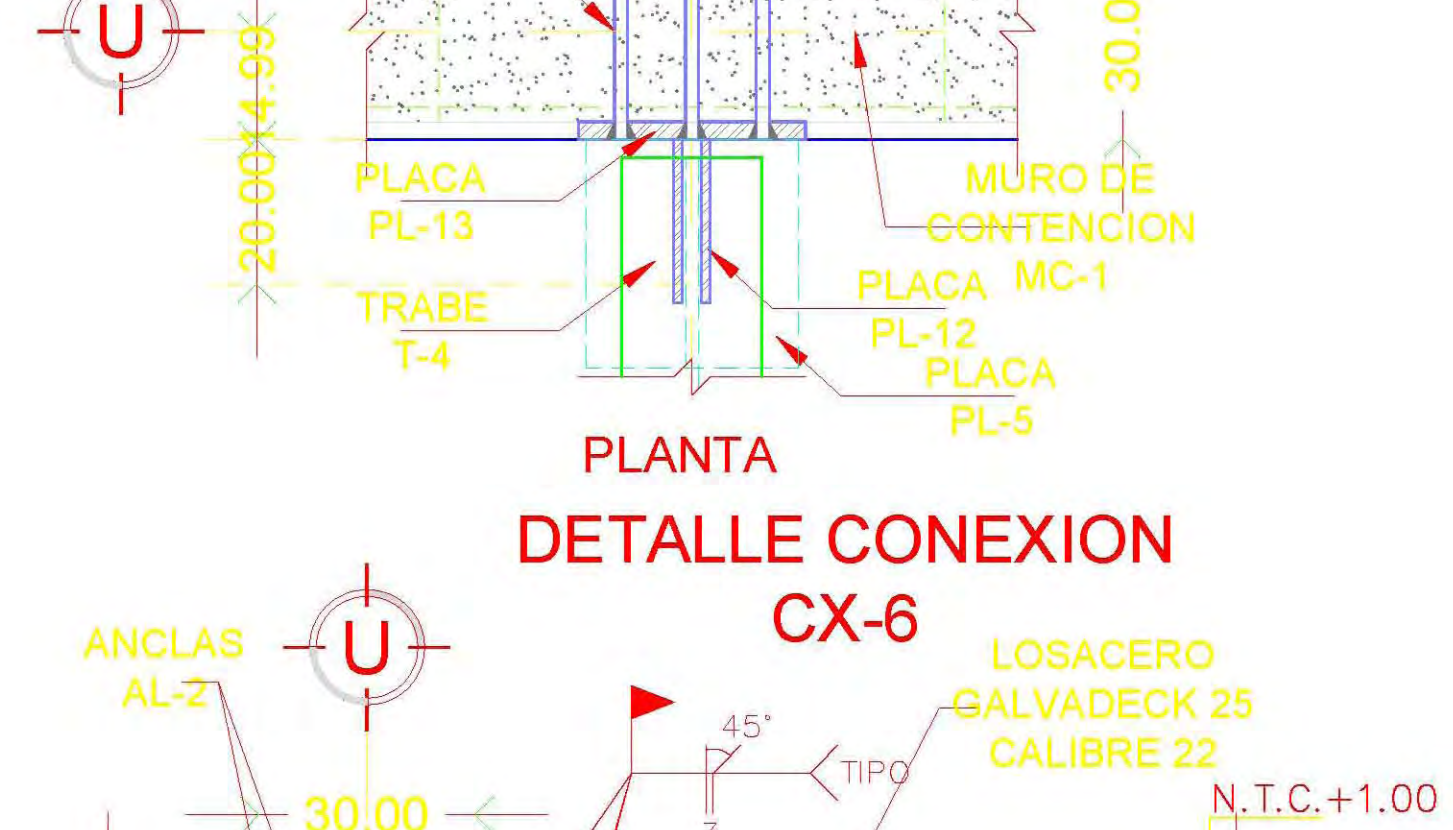 U
14.99
30.0
20.00
PLACA
PL-13
MURO DE
CONTENCION
MC-1
TRABE
T-4
PLACA
PL-12
PLACA
PL-5
PLANTA
DETALLE CONEXION
CX-6
ANCLAS
AL-2
U
LOSACERO
GALVADECK 25
CALIBRE 22
45°
TIPO
30.00
N.T.C.+1.00